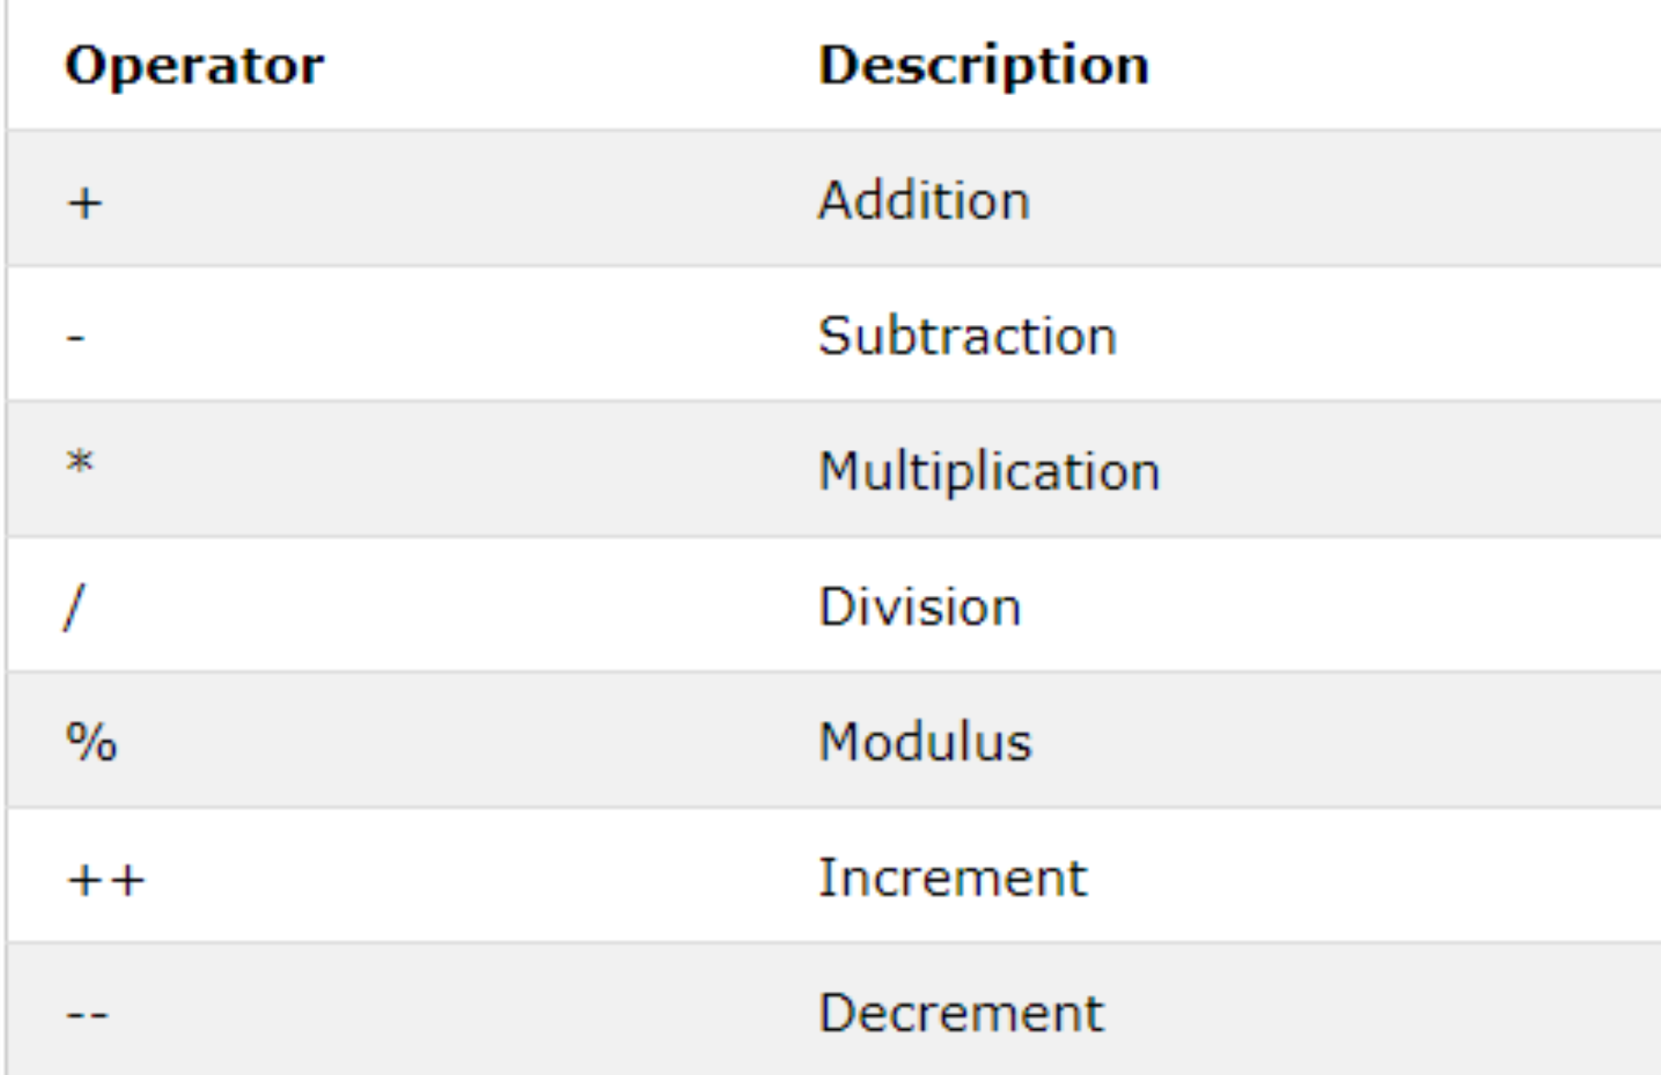 Operator Description
+ Addition
- Subtraction
* Multiplication
/ Division
% Modulus
++ Increment
-- Decrement